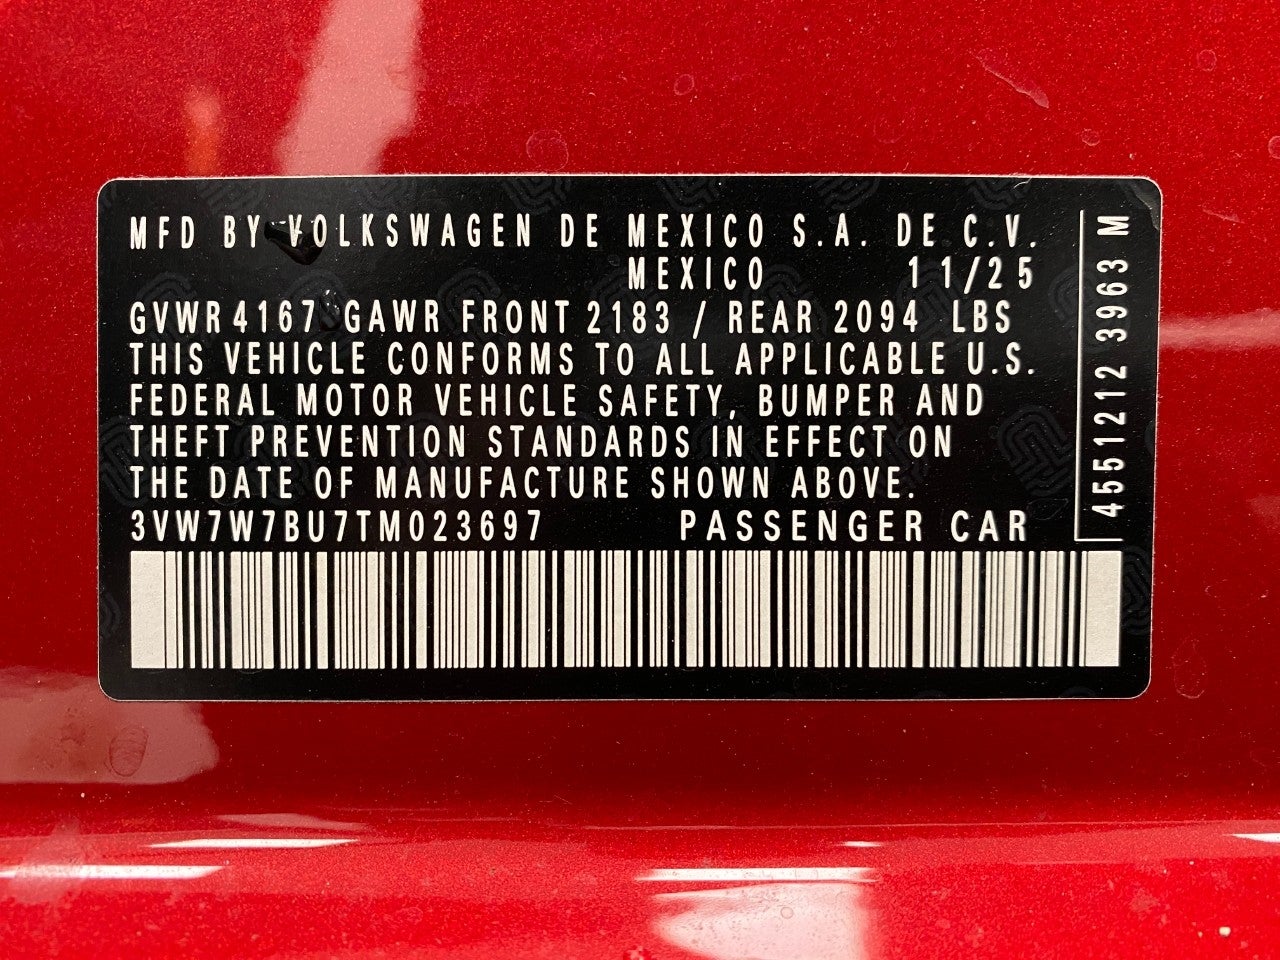 MFD BY VOLKSWAGEN DE MEXICO S.A. DE C.V.
MEXICO 11/25
GVWR 4167 GAWR FRONT 2183 / REAR 2094 LBS
THIS VEHICLE CONFORMS TO ALL APPLICABLE U.S.
FEDERAL MOTOR VEHICLE SAFETY, BUMPER AND
THEFT PREVENTION STANDARDS IN EFFECT ON
THE DATE OF MANUFACTURE SHOWN ABOVE.
3VW7W7BU7TM023697 PASSENGER CAR
4551212 3963 M